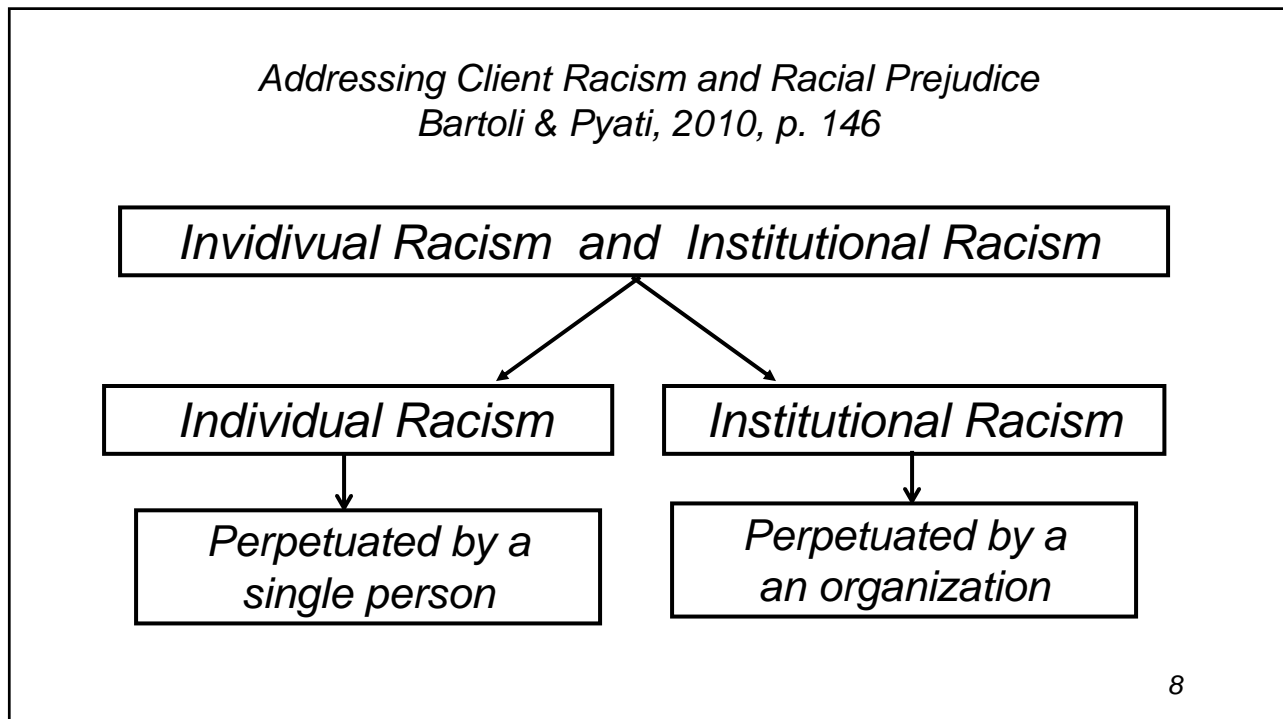 Addressing Client Racism and Racial Prejudice
Bartoli & Pyati, 2010, p. 146
Invidivual Racism and Institutional Racism
Individual Racism
Institutional Racism
Perpetuated by a
single person
Perpetuated by a
an organization
8